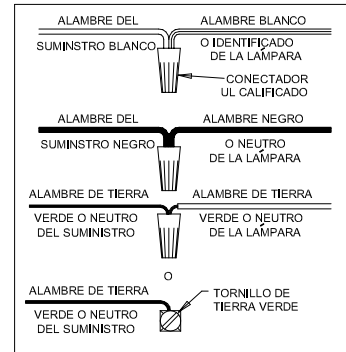 ALAMBRE DEL
SUMINSTRO BLANCO
ALAMBRE BLANCO
O IDENTIFICADO
DE LA LAMPARA
CONECTADOR
UL CALIFICADO
ALAMBRE DEL
SUMINSTRO NEGRO
ALAMBRE NEGRO
O NEUTRO
DE LA LAMPARA
ALAMBRE DE TIERRA
VERDE O NEUTRO
DEL SUMINISTRO
ALAMBRE DE TIERRA
VERDE O NEUTRO
DE LA LAMPARA
O
ALAMBRE DE TIERRA
VERDE O NEUTRO
DEL SUMINISTRO
TORNILLO DE
TIERRA VERDE